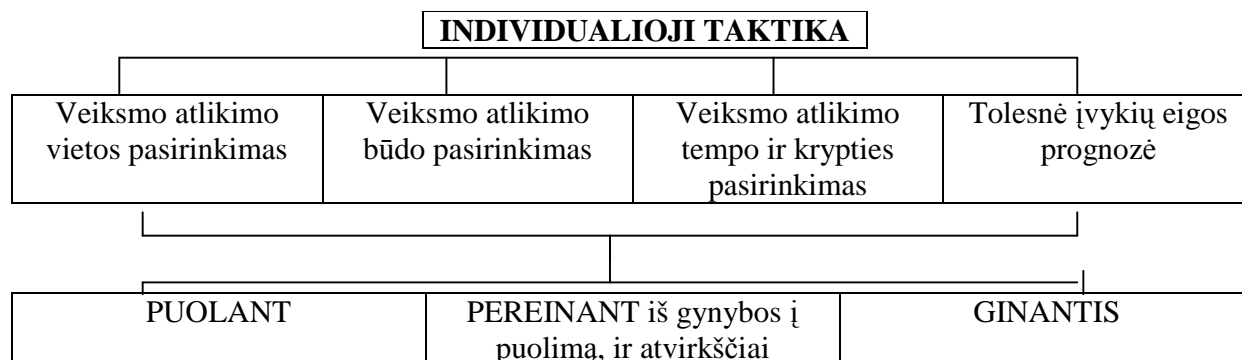 INDIVIDUALIOJI TAKTIKA
Veiksmo atlikimo
vietos pasirinkimas
Veiksmo atlikimo
būdo pasirinkimas
Veiksmo atlikimo
tempo ir krypties
pasirinkimas
Tolesnė įvykių eigos
prognozė
PUOLANT
PEREINANT iš gynybos į
puolimą, ir atvirkščiai
GINANTIS